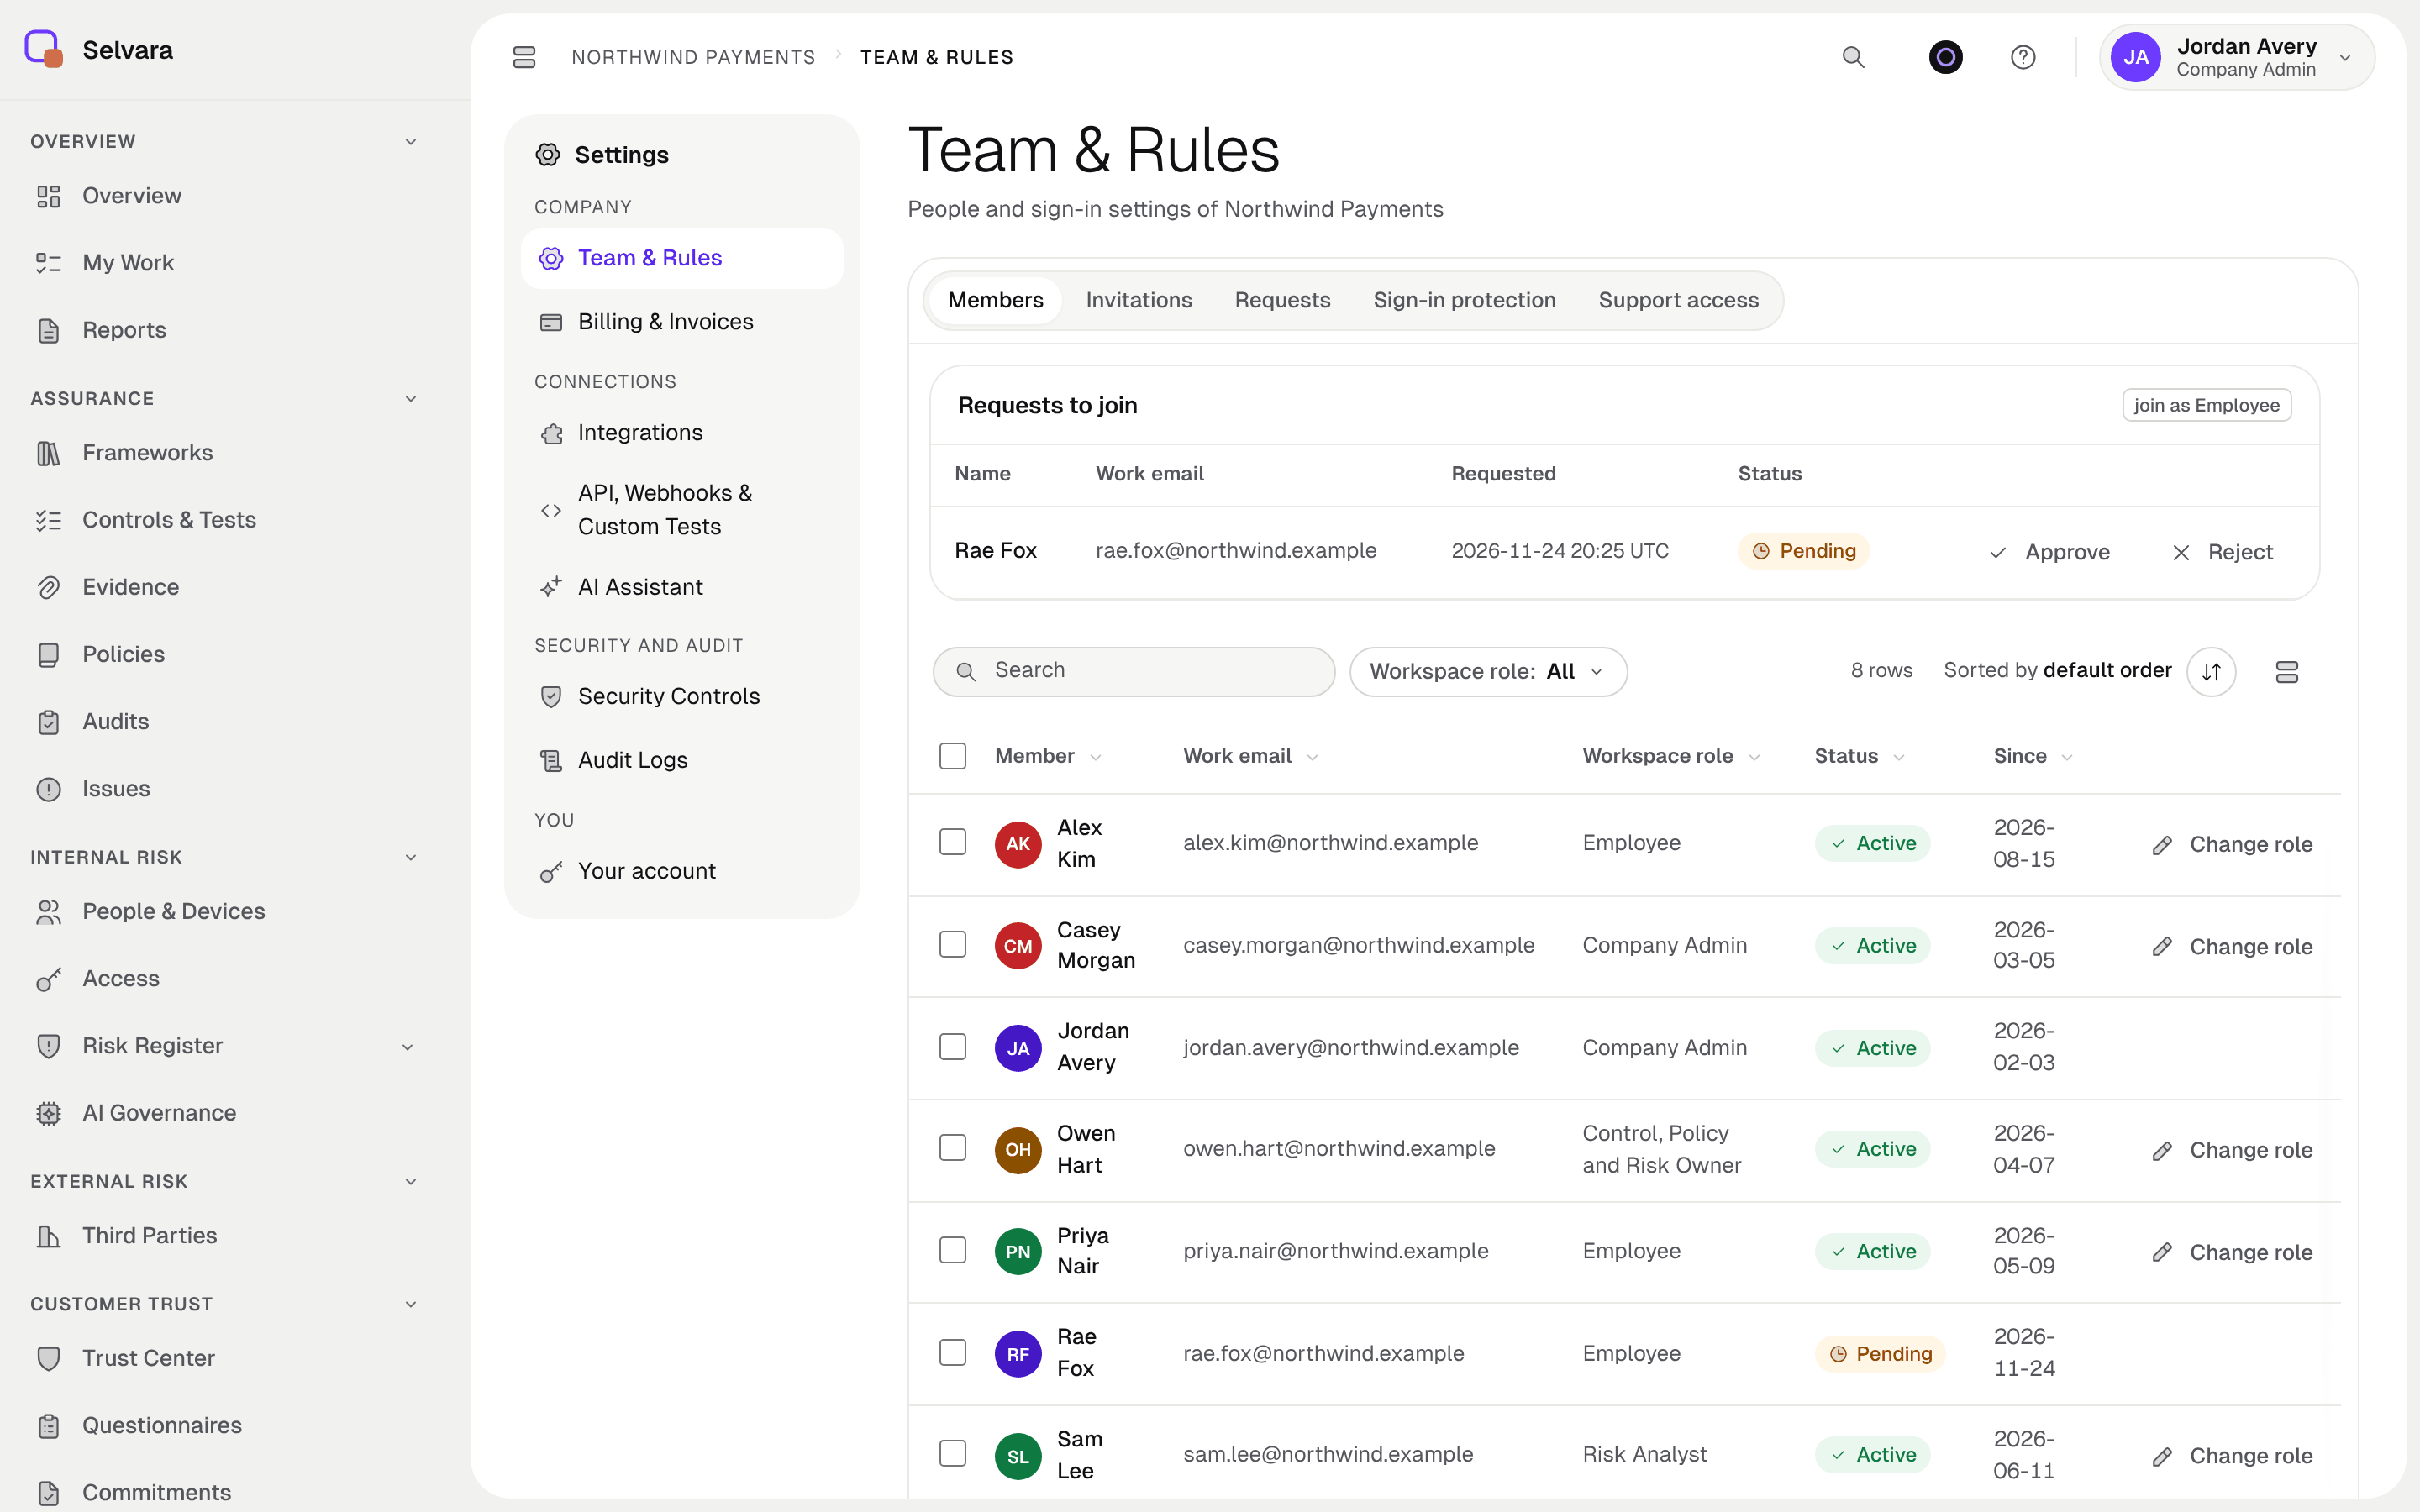 Selvara
OVERVIEW
Overview
My Work
Reports
ASSURANCE
Frameworks
Controls & Tests
Evidence
Policies
Audits
Issues
INTERNAL RISK
People & Devices
Access
Risk Register
AI Governance
EXTERNAL RISK
Third Parties
CUSTOMER TRUST
Trust Center
Questionnaires
Commitments
NORTHWIND PAYMENTS > TEAM & RULES
JA
Jordan Avery
Company Admin
Settings
COMPANY
Team & Rules
Billing & Invoices
CONNECTIONS
Integrations
API, Webhooks &
Custom Tests
AI Assistant
SECURITY AND AUDIT
Security Controls
Audit Logs
YOU
Your account
Team & Rules
People and sign-in settings of Northwind Payments
Members Invitations Requests Sign-in protection Support access
Requests to join join as Employee
Name Work email Requested Status
Rae Fox rae.fox@northwind.example 2026-11-24 20:25 UTC Pending Approve Reject
Search Workspace role: All 8 rows Sorted by default order
Member Work email Workspace role Status Since
AK Alex
Kim alex.kim@northwind.example Employee Active 2026-
08-15 Change role
CM Casey
Morgan casey.morgan@northwind.example Company Admin Active 2026-
03-05 Change role
JA Jordan
Avery jordan.avery@northwind.example Company Admin Active 2026-
02-03
OH Owen
Hart owen.hart@northwind.example Control, Policy
and Risk Owner Active 2026-
04-07 Change role
PN Priya
Nair priya.nair@northwind.example Employee Active 2026-
05-09 Change role
RF Rae
Fox rae.fox@northwind.example Employee Pending 2026-
11-24
SL Sam
Lee sam.lee@northwind.example Risk Analyst Active 2026-
06-11 Change role